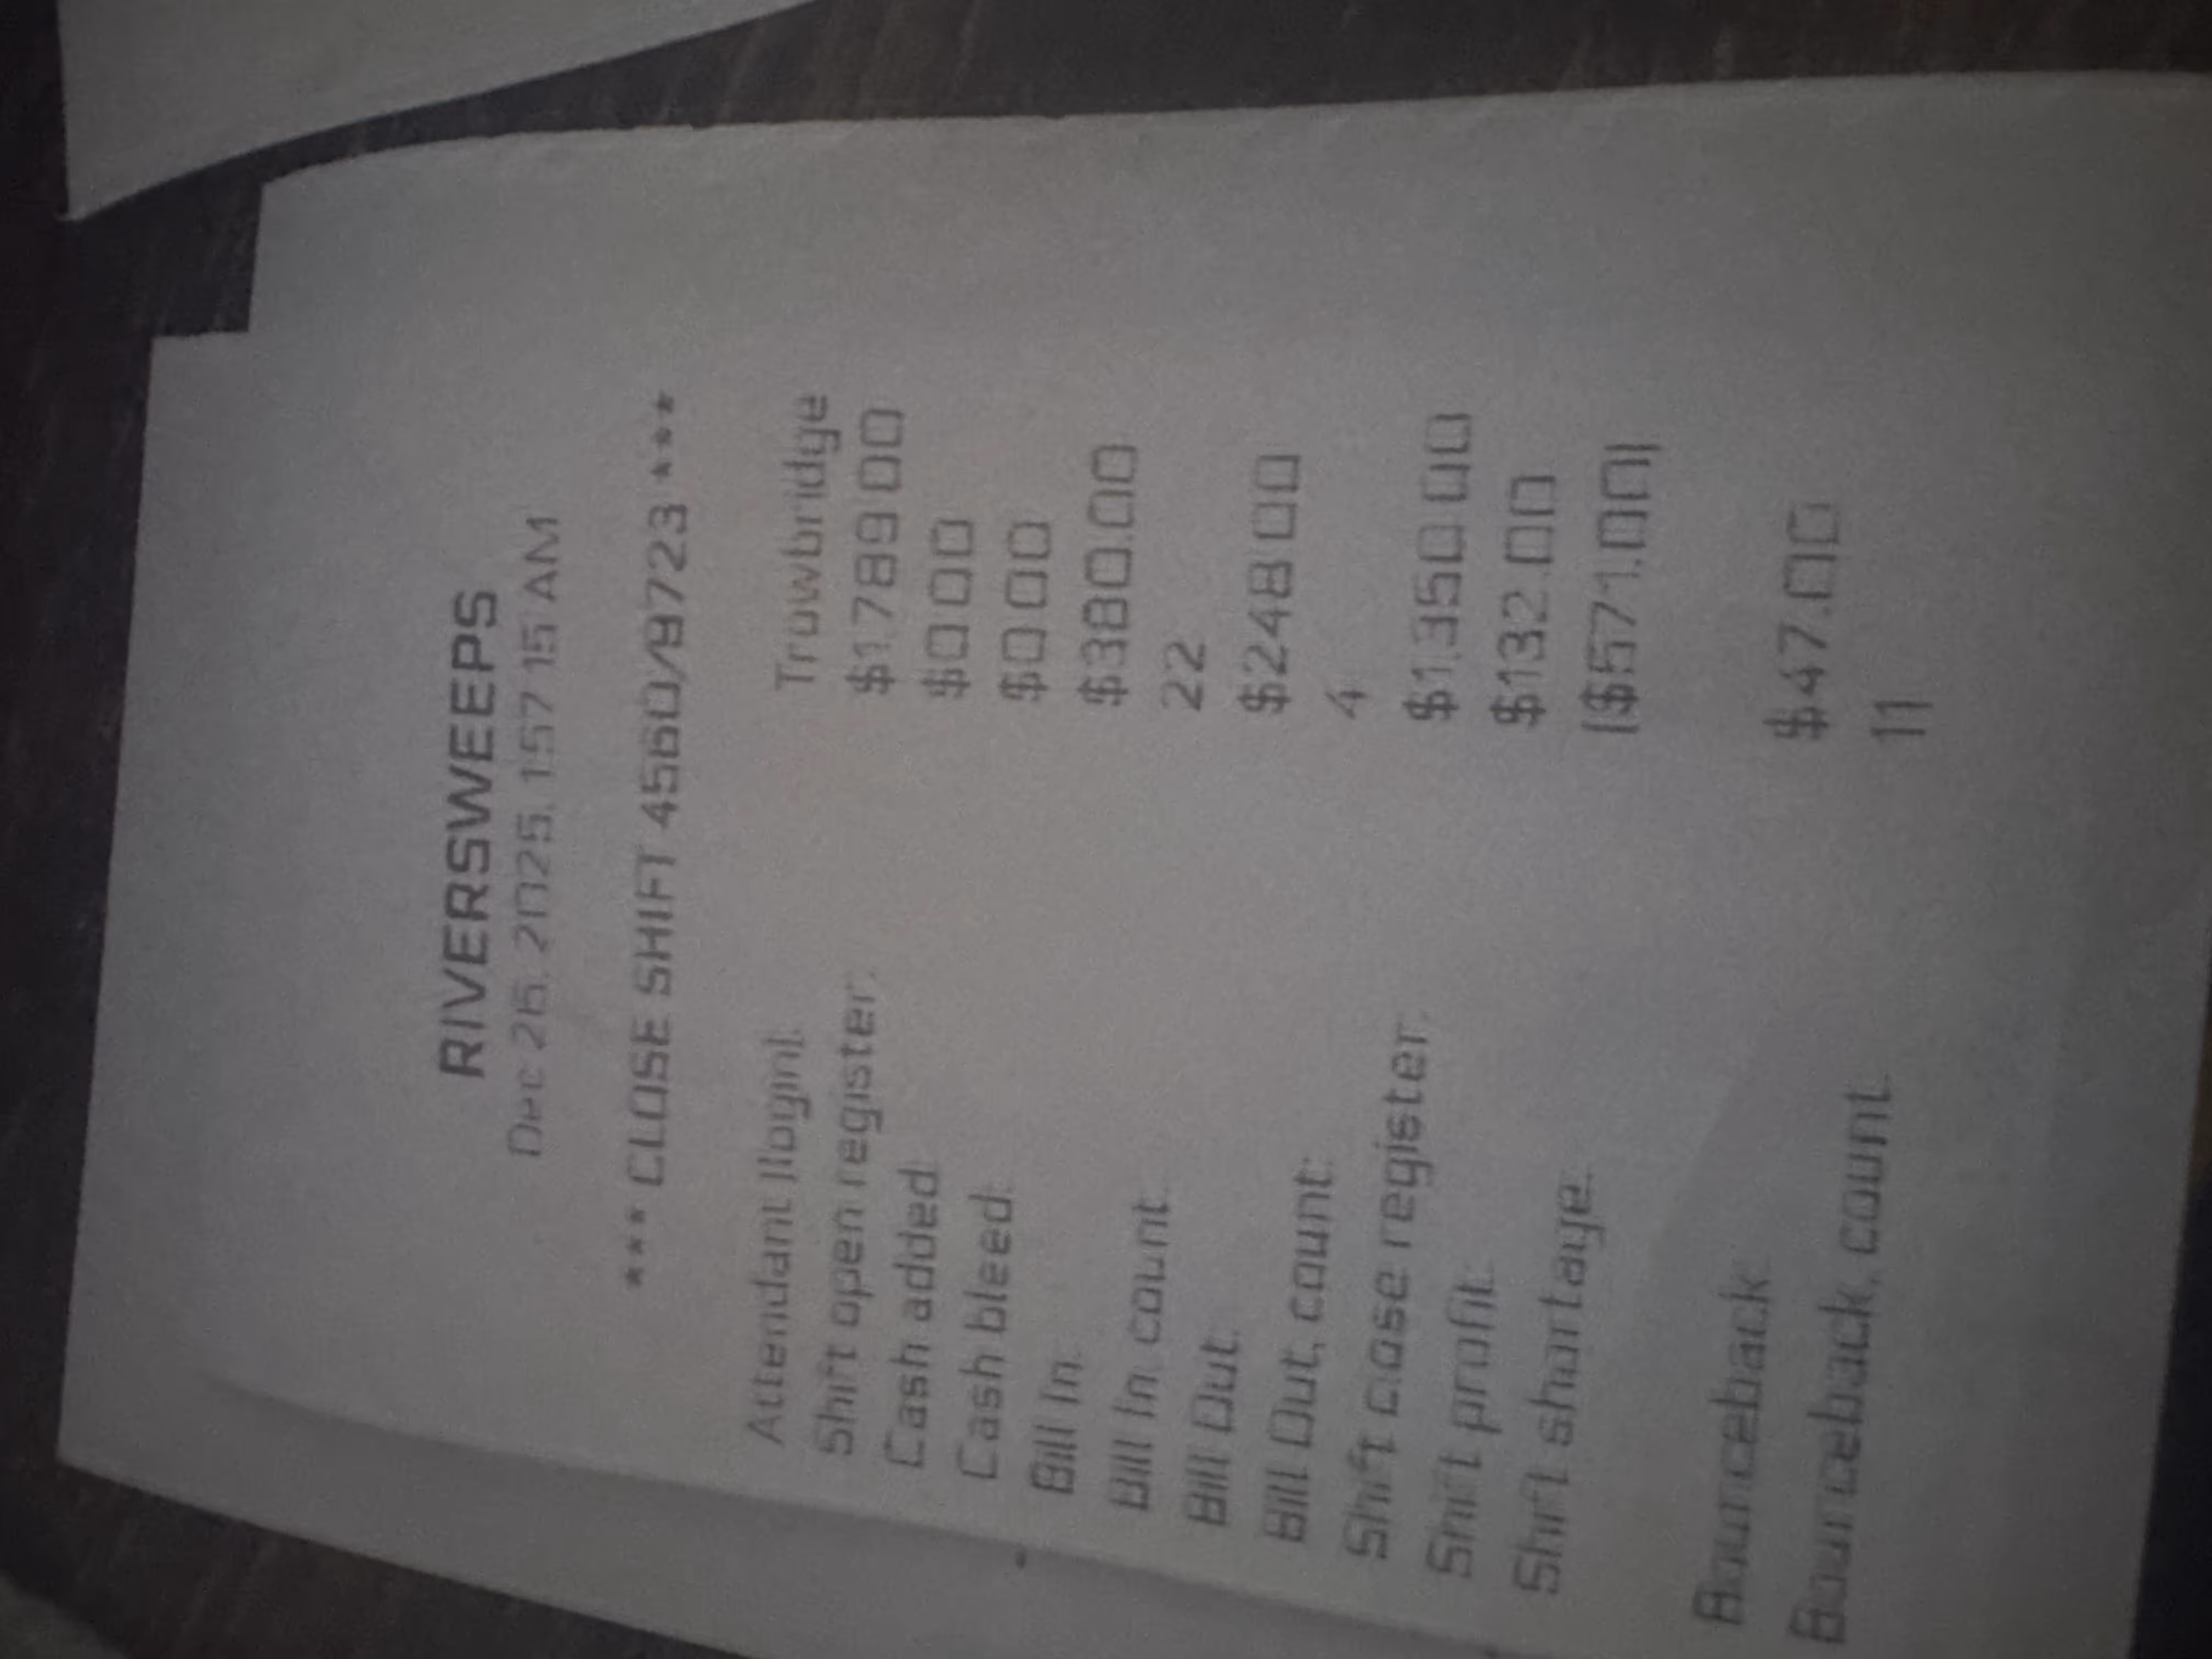 RIVERSWEEPS
Dec 26, 2025, 1:57:15 AM
*** CLOSE SHIFT 4560/8723 ***
Attendant (login): Truwbridge
Shift open register: $1,789.00
Cash added: $0.00
Cash bleed: $0.00
Bill In: $380.00
Bill In, count: 22
Bill Out: $248.00
Bill Out, count: 4
Shift close register: $1,350.00
Shift profit: $132.00
Shift shortage: ($571.00)
Bounceback: $47.00
Bounceback, count: 11